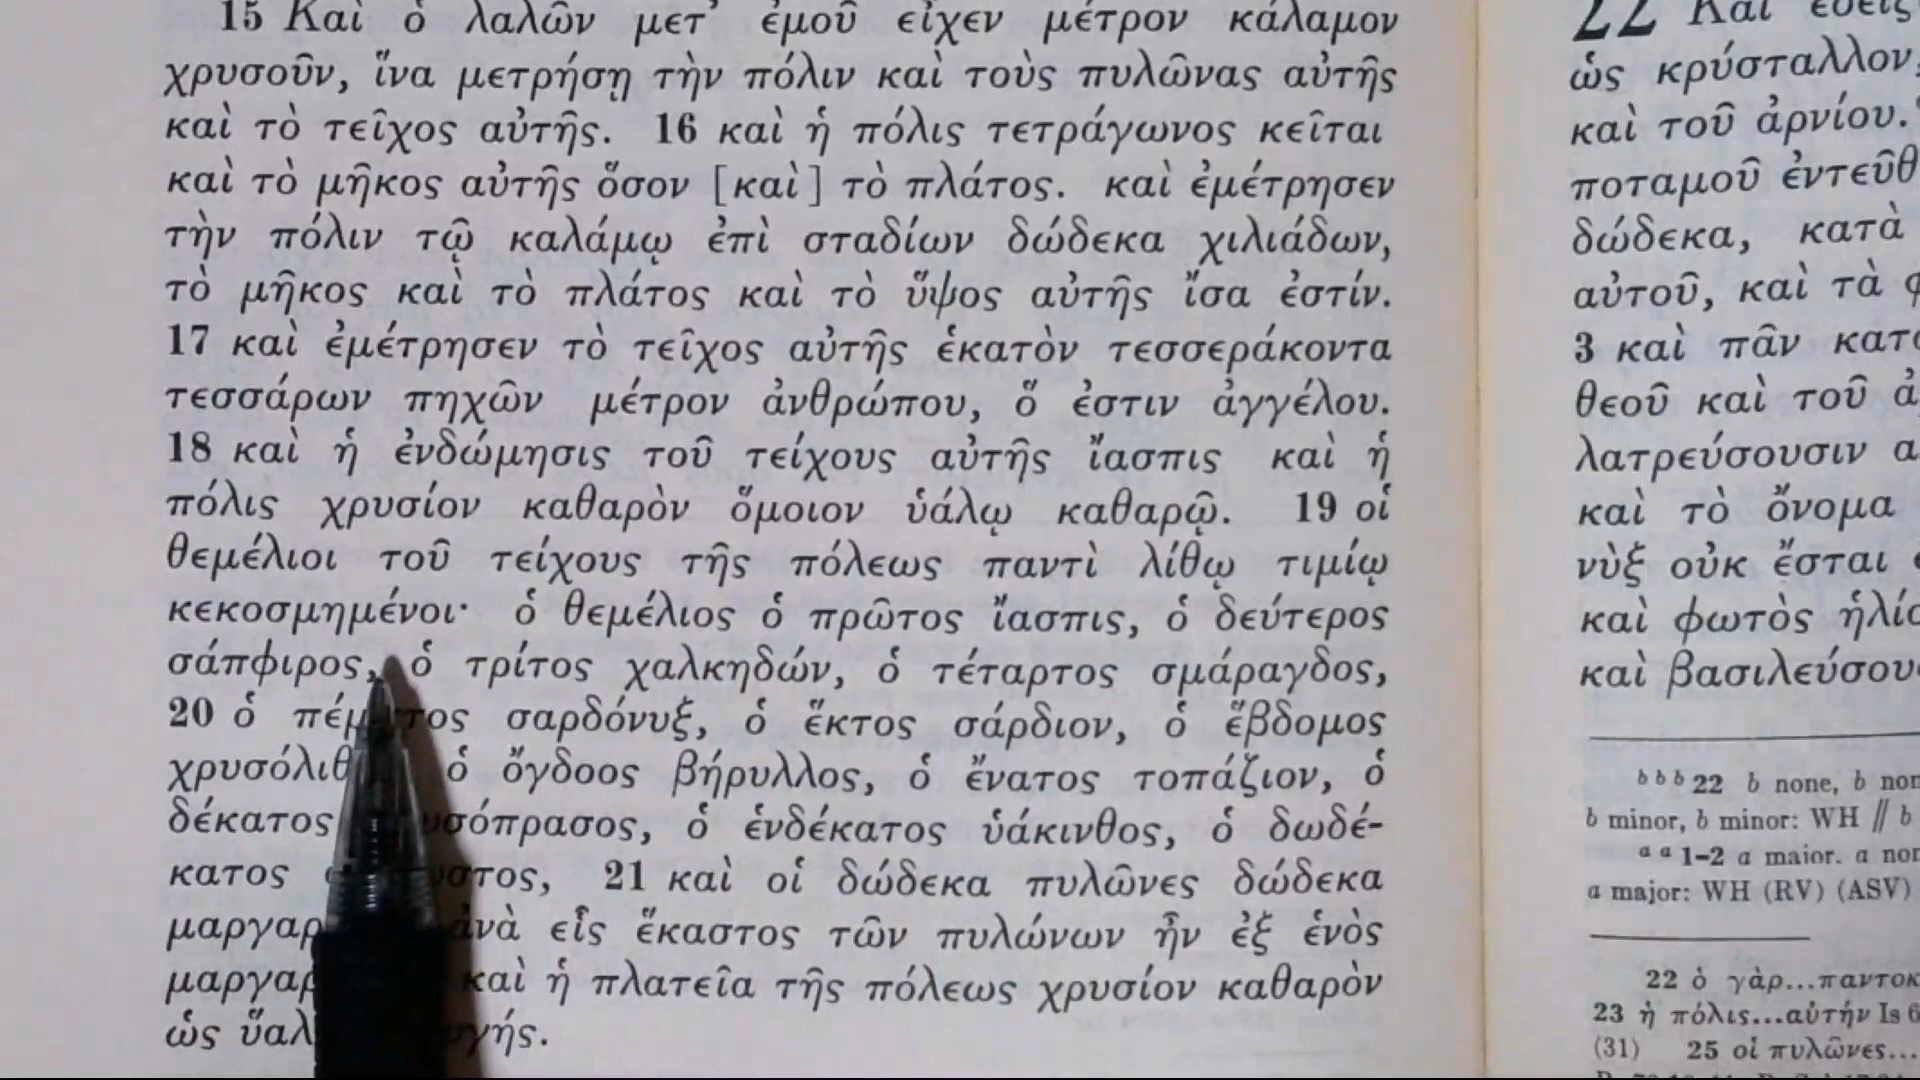 15 Καὶ ὁ λαλῶν μετ᾽ ἐμοῦ εἶχεν μέτρον κάλαμον
χρυσοῦν, ἵνα μετρήσῃ τὴν πόλιν καὶ τοὺς πυλῶνας αὐτῆς
καὶ τὸ τεῖχος αὐτῆς. 16 καὶ ἡ πόλις τετράγωνος κεῖται
καὶ τὸ μῆκος αὐτῆς ὅσον [καὶ] τὸ πλάτος. καὶ ἐμέτρησεν
τὴν πόλιν τῷ καλάμῳ ἐπὶ σταδίων δώδεκα χιλιάδων,
τὸ μῆκος καὶ τὸ πλάτος καὶ τὸ ὕψος αὐτῆς ἴσα ἐστίν.
17 καὶ ἐμέτρησεν τὸ τεῖχος αὐτῆς ἑκατὸν τεσσεράκοντα
τεσσάρων πηχῶν μέτρον ἀνθρώπου, ὅ ἐστιν ἀγγέλου.
18 καὶ ἡ ἐνδώμησις τοῦ τείχους αὐτῆς ἴασπις καὶ ἡ
πόλις χρυσίον καθαρὸν ὅμοιον ὑάλῳ καθαρῷ. 19 οἱ
θεμέλιοι τοῦ τείχους τῆς πόλεως παντὶ λίθῳ τιμίῳ
κεκοσμημένοι· ὁ θεμέλιος ὁ πρῶτος ἴασπις, ὁ δεύτερος
σάπφιρος, ὁ τρίτος χαλκηδών, ὁ τέταρτος σμάραγδος,
20 ὁ σαρδόνυξ, ὁ ἕκτος σάρδιον, ὁ ἕβδομος
ὁ ὄγδοος βήρυλλος, ὁ ἔνατος τοπάζιον, ὁ
δέκατος ὁ ἑνδέκατος ὑάκινθος, ὁ δωδέ-
κατος 21 καὶ οἱ δώδεκα πυλῶνες δώδεκα
ἀνὰ εἷς ἕκαστος τῶν πυλώνων ἦν ἐξ ἑνὸς
καὶ ἡ πλατεῖα τῆς πόλεως χρυσίον καθαρὸν
ὡς
22 Καὶ
ὡς κρύσταλλον,
καὶ τοῦ ἀρνίου.
ποταμοῦ
δώδεκα, κατὰ
αὐτοῦ, καὶ τὰ
3 καὶ πᾶν
θεοῦ καὶ τοῦ
λατρεύσουσιν
καὶ τὸ ὄνομα
νὺξ οὐκ ἔσται
καὶ φωτὸς
καὶ
b b b 22 b none, b
b minor, b minor: WH // b
a a 1–2 a maior. a
a major: WH (RV) (ASV)
22 ὁ γὰρ...
23 ἡ πόλις...αὐτήν Is
(31) 25 οἱ πυλῶνες...